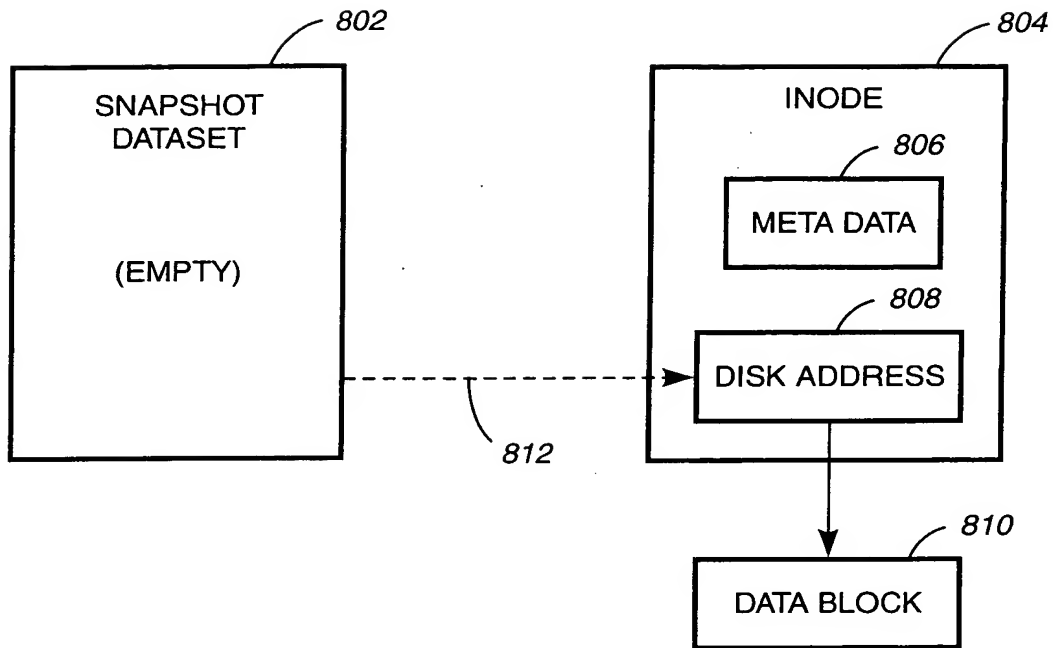 802
SNAPSHOT
DATASET
(EMPTY)
804
INODE
806
META DATA
808
DISK ADDRESS
812
810
DATA BLOCK